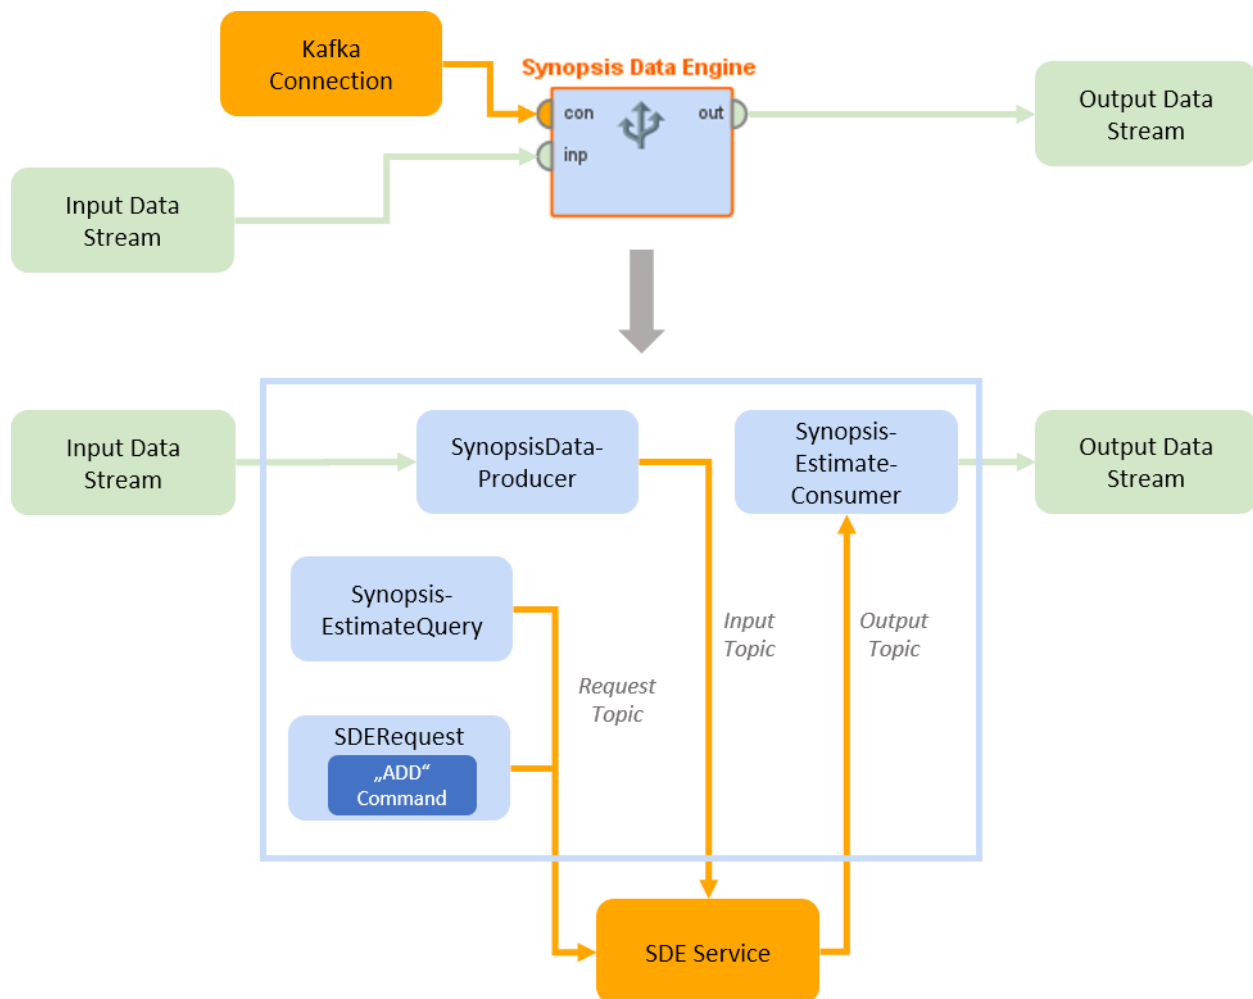 Kafka
Connection
Synopsis Data Engine
con
out
inp
Output Data
Stream
Input Data
Stream
Input Data
Stream
SynopsisData-
Producer
Synopsis-
Estimate-
Consumer
Output Data
Stream
Synopsis-
EstimateQuery
Input
Topic
Output
Topic
Request
Topic
SDERequest
„ADD“
Command
SDE Service